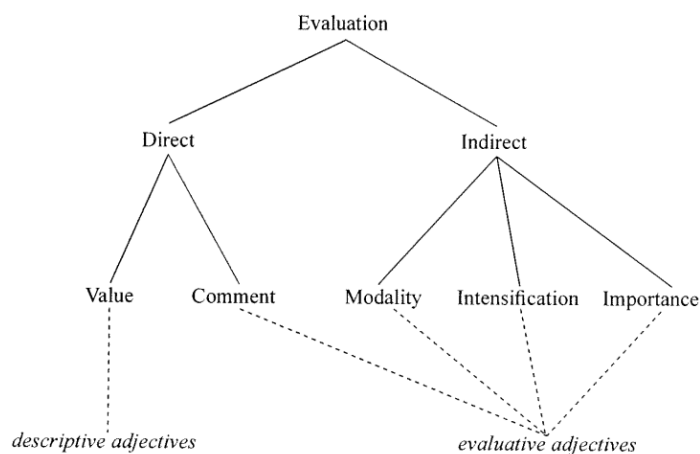 Evaluation
Direct Indirect
Value Comment Modality Intensification Importance
descriptive adjectives evaluative adjectives